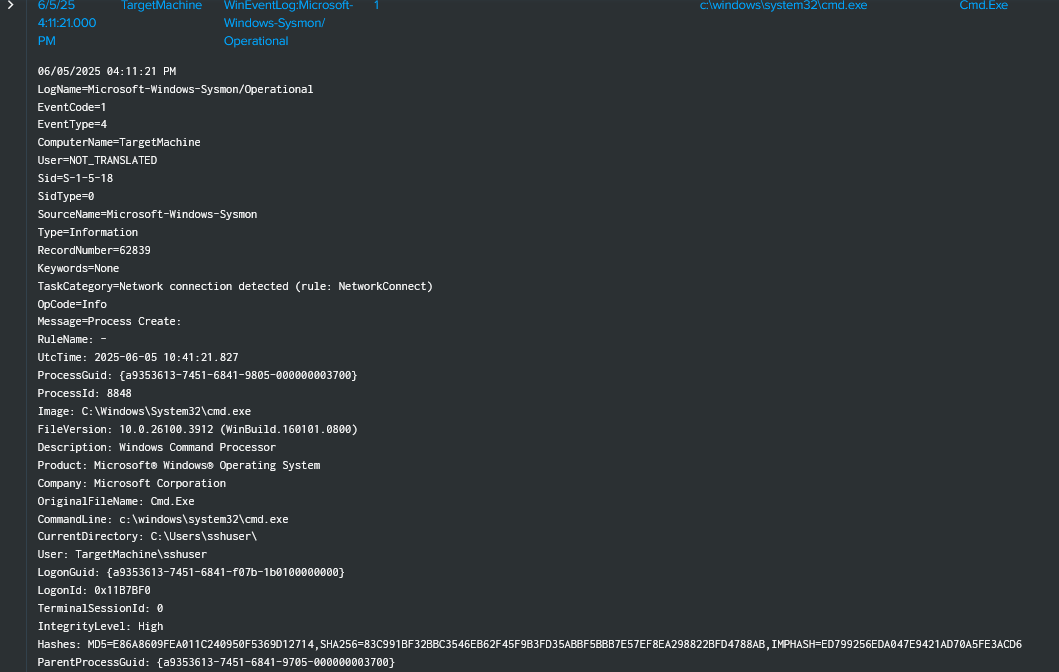 6/5/25 TargetMachine WinEventLog:Microsoft- 1 c:\windows\system32\cmd.exe Cmd.Exe
4:11:21.000 Windows-Sysmon/
PM Operational
06/05/2025 04:11:21 PM
LogName=Microsoft-Windows-Sysmon/Operational
EventCode=1
EventType=4
ComputerName=TargetMachine
User=NOT_TRANSLATED
Sid=S-1-5-18
SidType=0
SourceName=Microsoft-Windows-Sysmon
Type=Information
RecordNumber=62839
Keywords=None
TaskCategory=Network connection detected (rule: NetworkConnect)
OpCode=Info
Message=Process Create:
RuleName: -
UtcTime: 2025-06-05 10:41:21.827
ProcessGuid: {a9353613-7451-6841-9805-000000003700}
ProcessId: 8848
Image: C:\Windows\System32\cmd.exe
FileVersion: 10.0.26100.3912 (WinBuild.160101.0800)
Description: Windows Command Processor
Product: Microsoft® Windows® Operating System
Company: Microsoft Corporation
OriginalFileName: Cmd.Exe
CommandLine: c:\windows\system32\cmd.exe
CurrentDirectory: C:\Users\sshuser\
User: TargetMachine\sshuser
LogonGuid: {a9353613-7451-6841-f07b-1b0100000000}
LogonId: 0x11B7BF0
TerminalSessionId: 0
IntegrityLevel: High
Hashes: MD5=E86A8609FEA011C240950F5369D12714,SHA256=83C991BF32BBC3546EB62F45F9B3FD35ABBF5BBB7E57EF8EA298822BFD4788AB,IMPHASH=ED799256EDA047E9421AD70A5FE3ACD6
ParentProcessGuid: {a9353613-7451-6841-9705-000000003700}